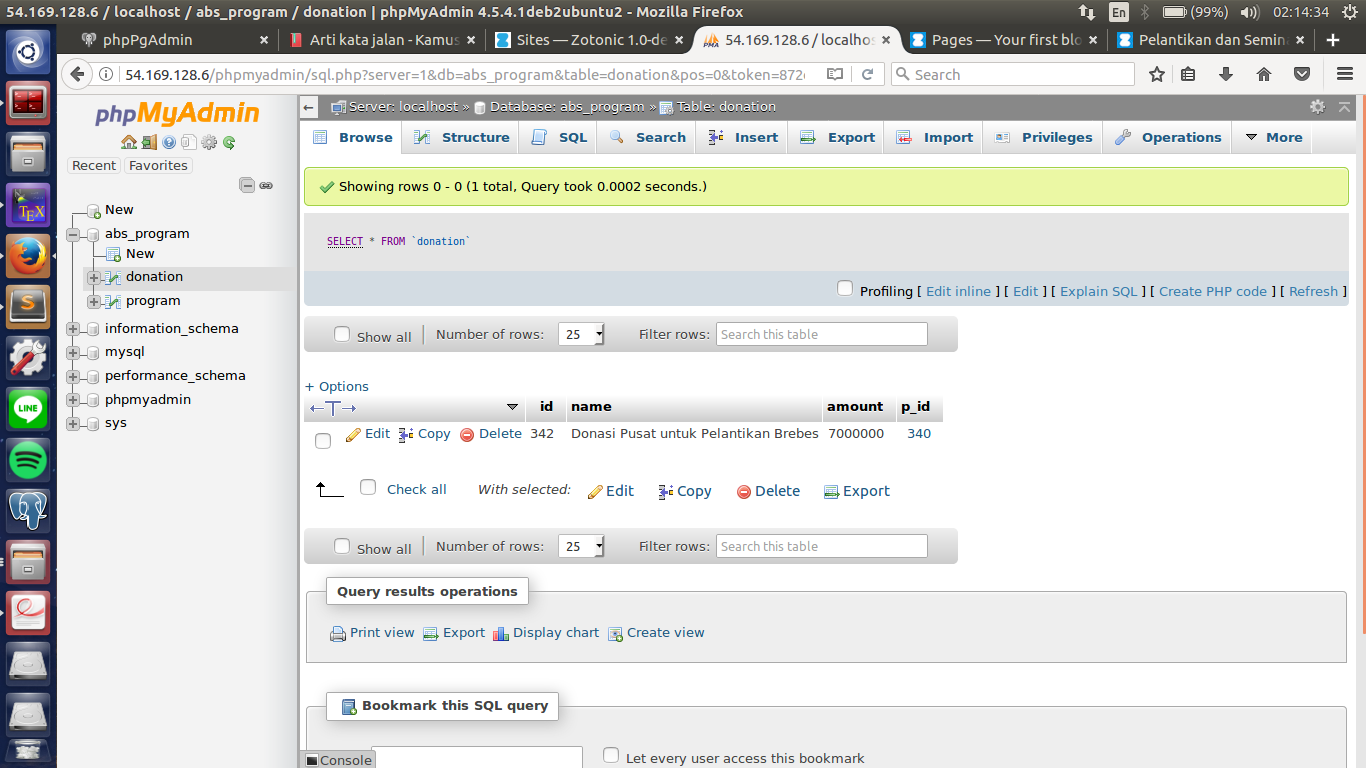 54.169.128.6 / localhost / abs_program / donation | phpMyAdmin 4.5.4.1deb2ubuntu2 - Mozilla Firefox
En (99%) 02:14:34
phpPgAdmin × Arti kata jalan - Kamus × Sites — Zotonic 1.0-de × 54.169.128.6 / localhos × Pages — Your first blo × Pelantikan dan Semina × +
54.169.128.6/phpmyadmin/sql.php?server=1&db=abs_program&table=donation&pos=0&token=872c
Search
phpMyAdmin
Recent Favorites
New
abs_program
New
donation
program
information_schema
mysql
performance_schema
phpmyadmin
sys
Server: localhost » Database: abs_program » Table: donation
Browse Structure SQL Search Insert Export Import Privileges Operations More
Showing rows 0 - 0 (1 total, Query took 0.0002 seconds.)
SELECT * FROM `donation`
Profiling [ Edit inline ] [ Edit ] [ Explain SQL ] [ Create PHP code ] [ Refresh ]
Show all Number of rows: 25 Filter rows: Search this table
+ Options
←T→ id name amount p_id
Edit Copy Delete 342 Donasi Pusat untuk Pelantikan Brebes 7000000 340
Check all With selected: Edit Copy Delete Export
Show all Number of rows: 25 Filter rows: Search this table
Query results operations
Print view Export Display chart Create view
Bookmark this SQL query
Console
Let every user access this bookmark
TEX
S
LINE